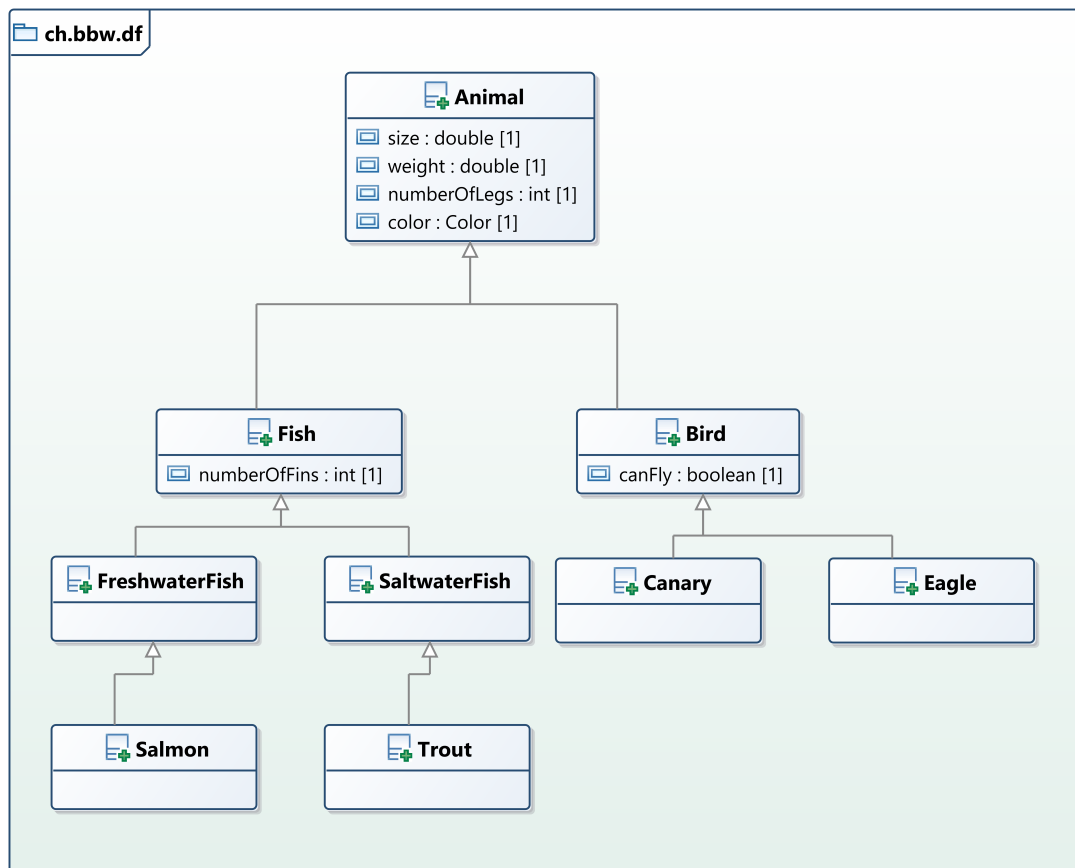 ch.bbw.df
Animal
size : double [1]
weight : double [1]
numberOfLegs : int [1]
color : Color [1]
Fish
numberOfFins : int [1]
Bird
canFly : boolean [1]
FreshwaterFish
SaltwaterFish
Canary
Eagle
Salmon
Trout